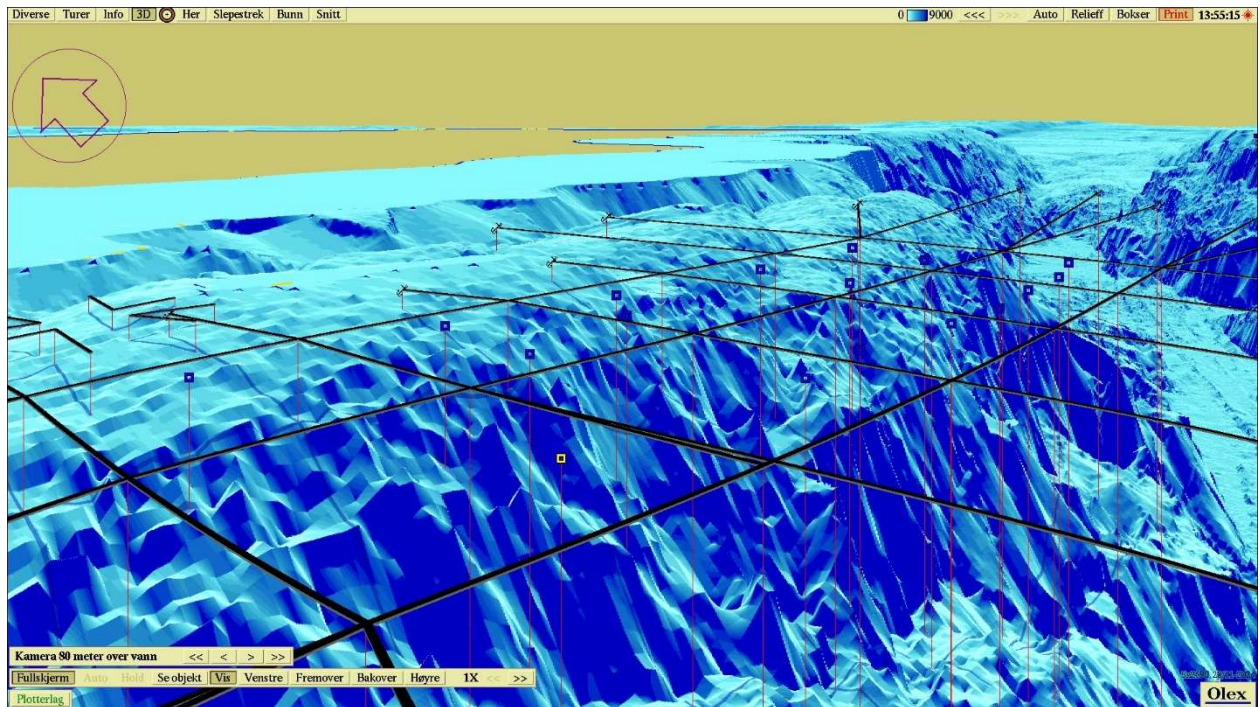 Diverse Turer Info 3D Her Slepestrek Bunn Snitt 0 9000 <<< >>> Auto Relieff Bokser Print 13:55:15
Kamera 80 meter over vann << < > >>
Fullskjerm Auto Hold Se objekt Vis Venstre Fremover Bakover Høyre 1X << >>
Plotterlag
Olex